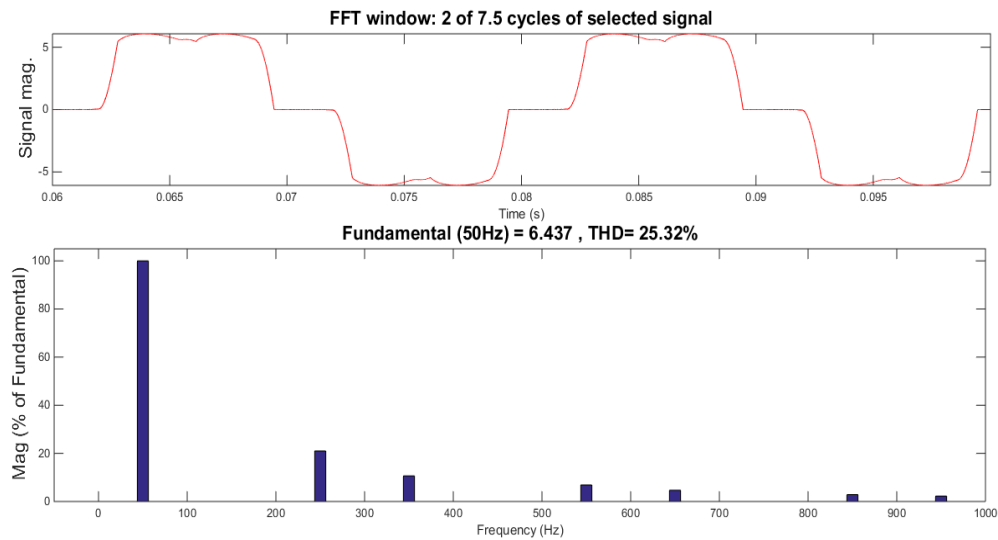 FFT window: 2 of 7.5 cycles of selected signal
Signal mag.
5
0
-5
0.06 0.065 0.07 0.075 0.08 0.085 0.09 0.095
Time (s)
Fundamental (50Hz) = 6.437 , THD= 25.32%
Mag (% of Fundamental)
100
80
60
40
20
0
0 100 200 300 400 500 600 700 800 900 1000
Frequency (Hz)